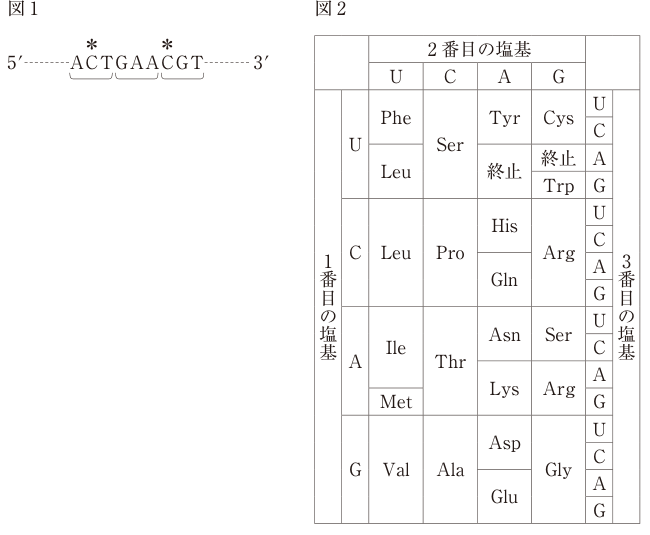 図1
* *
5′ ACTGAACGT 3′
図2
2番目の塩基
U C A G
1番目の塩基
3番目の塩基
U Phe Ser Tyr Cys U
C
Leu 終止 終止 A
Trp G
C Leu Pro His Arg U
C
Gln A
G
A Ile Thr Asn Ser U
C
Lys Arg A
Met G
G Val Ala Asp Gly U
C
Glu A
G